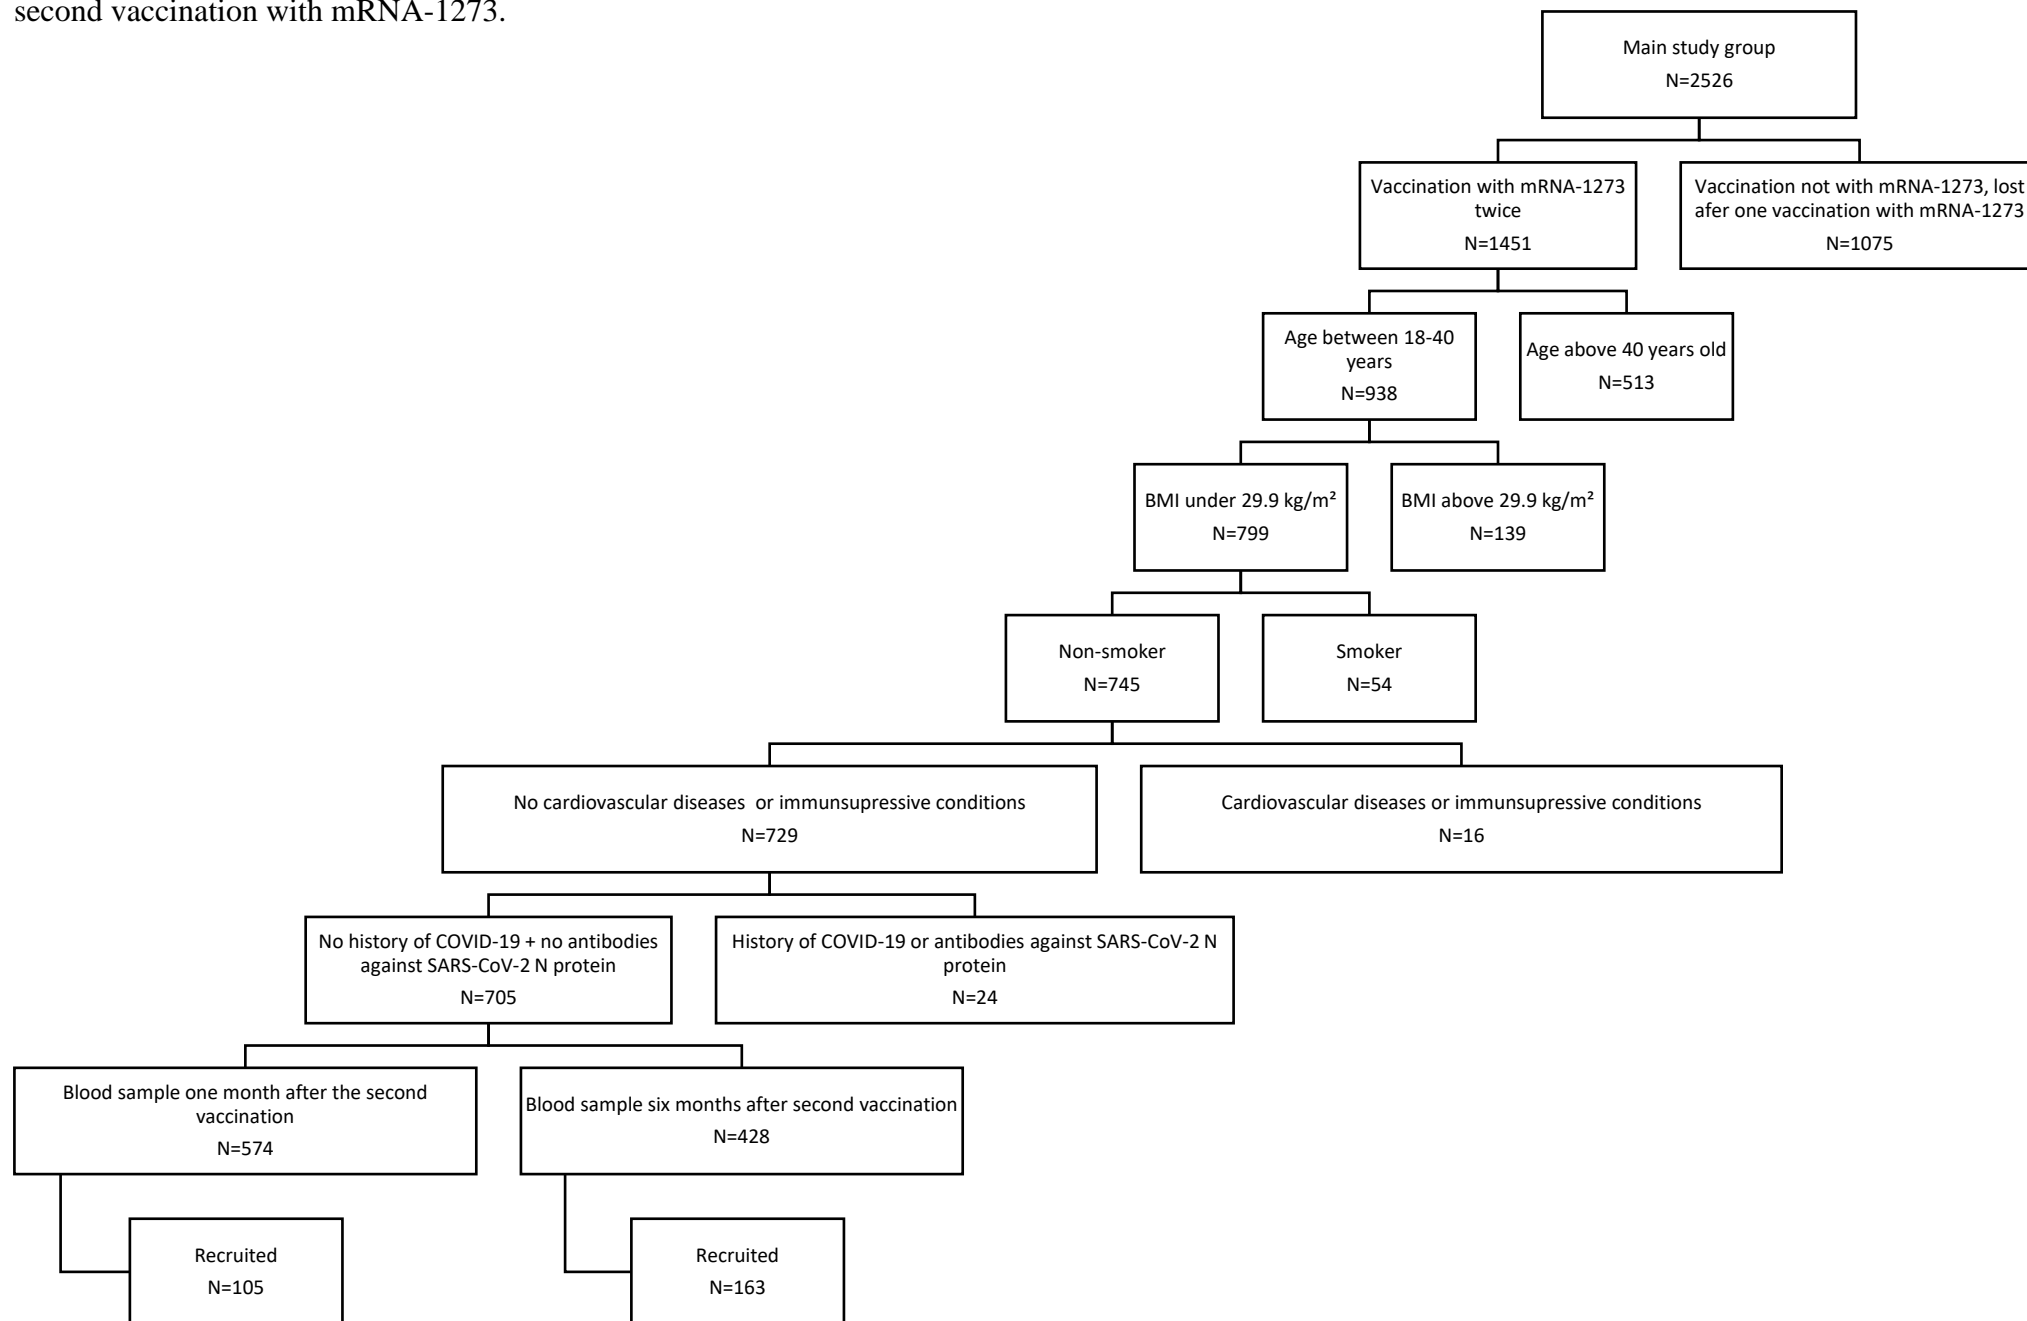 second vaccination with mRNA-1273.
Main study group
N=2526
Vaccination with mRNA-1273
twice
N=1451
Vaccination not with mRNA-1273, lost
afer one vaccination with mRNA-1273
N=1075
Age between 18-40
years
N=938
Age above 40 years old
N=513
BMI under 29.9 kg/m²
N=799
BMI above 29.9 kg/m²
N=139
Non-smoker
N=745
Smoker
N=54
No cardiovascular diseases  or immunsupressive conditions
N=729
Cardiovascular diseases or immunsupressive conditions
N=16
No history of COVID-19 + no antibodies
against SARS-CoV-2 N protein
N=705
History of COVID-19 or antibodies against SARS-CoV-2 N
protein
N=24
Blood sample one month after the second
vaccination
N=574
Blood sample six months after second vaccination
N=428
Recruited
N=105
Recruited
N=163